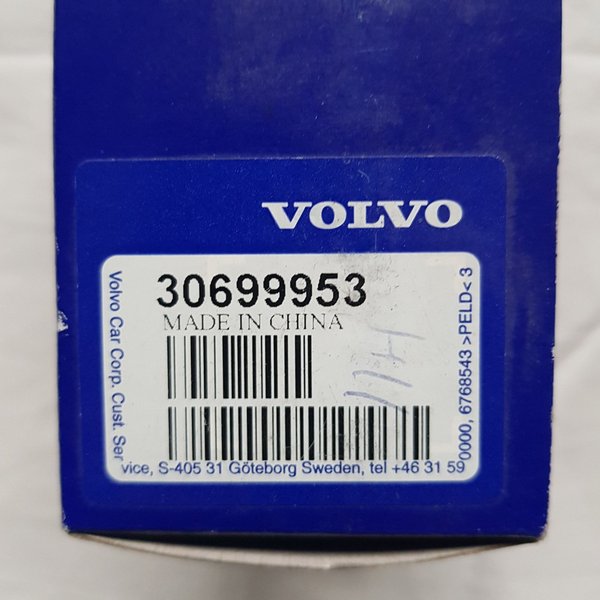 VOLVO
30699953
MADE IN CHINA
Volvo Car Corp. Cust. Ser
vice, S-405 31 Göteborg Sweden, tel +46 31 59
0000, 6768543 >PELD< 3